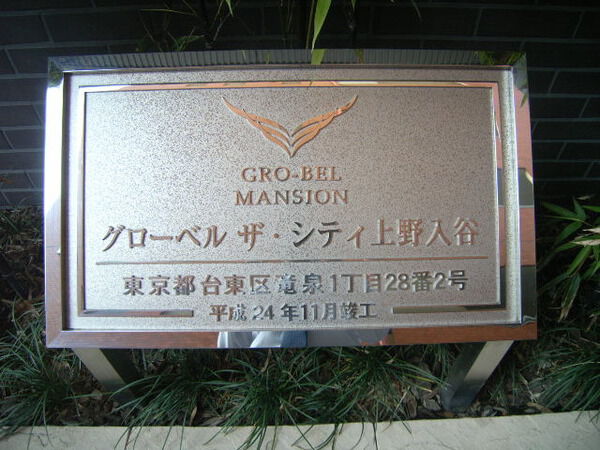 GRO-BEL
MANSION
グローベル ザ・シティ上野入谷
東京都台東区竜泉1丁目28番2号
平成24年11月竣工